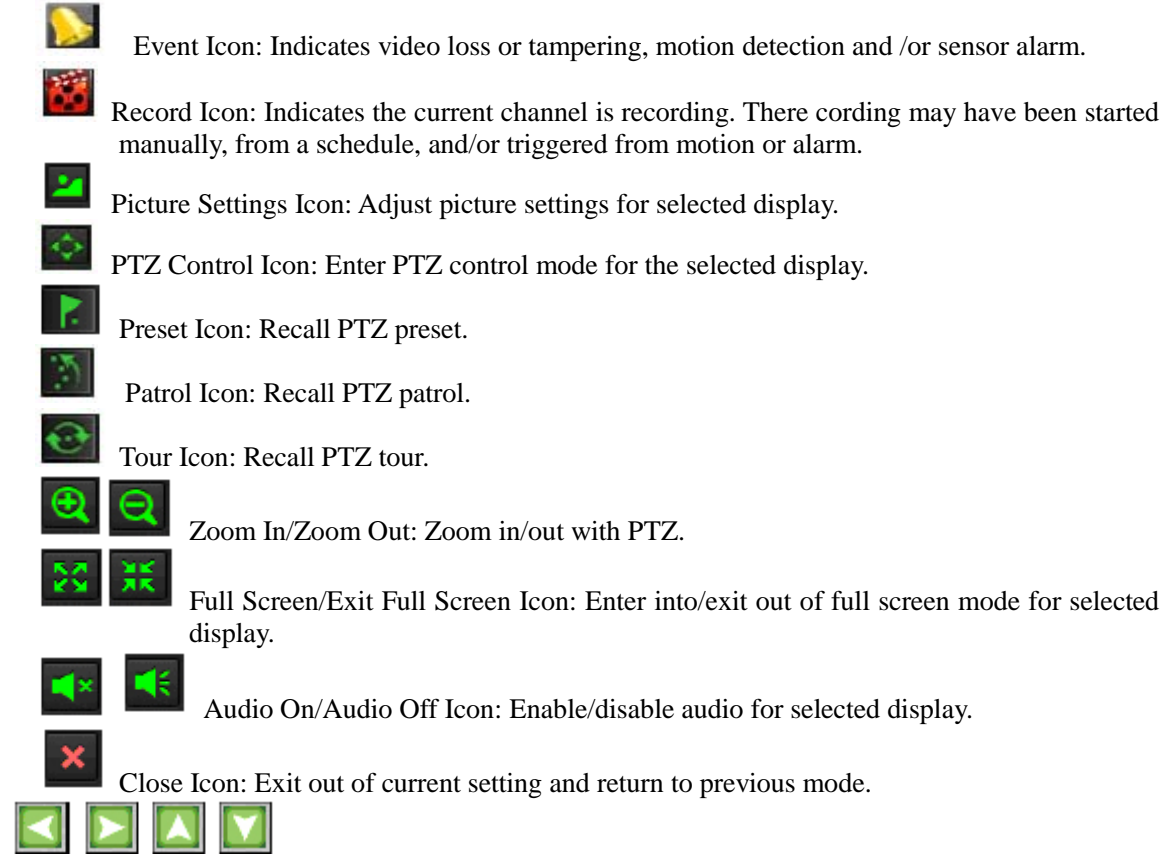 Event Icon: Indicates video loss or tampering, motion detection and /or sensor alarm.
Record Icon: Indicates the current channel is recording. There cording may have been started
manually, from a schedule, and/or triggered from motion or alarm.
Picture Settings Icon: Adjust picture settings for selected display.
PTZ Control Icon: Enter PTZ control mode for the selected display.
Preset Icon: Recall PTZ preset.
Patrol Icon: Recall PTZ patrol.
Tour Icon: Recall PTZ tour.
Zoom In/Zoom Out: Zoom in/out with PTZ.
Full Screen/Exit Full Screen Icon: Enter into/exit out of full screen mode for selected
display.
Audio On/Audio Off Icon: Enable/disable audio for selected display.
Close Icon: Exit out of current setting and return to previous mode.